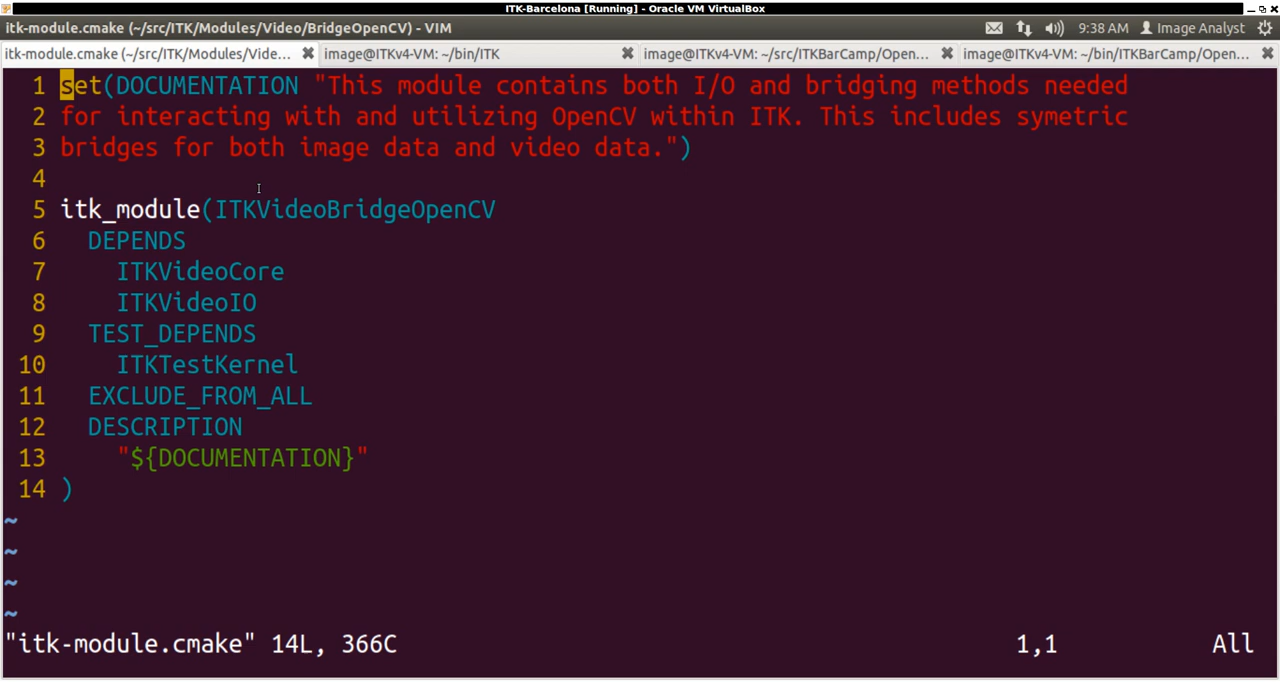 ITK-Barcelona [Running] - Oracle VM VirtualBox
itk-module.cmake (~/src/ITK/Modules/Video/BridgeOpenCV) - VIM
9:38 AM Image Analyst
itk-module.cmake (~/src/ITK/Modules/Vide... image@ITKv4-VM: ~/bin/ITK image@ITKv4-VM: ~/src/ITKBarCamp/Open... image@ITKv4-VM: ~/bin/ITKBarCamp/Open...
1 set(DOCUMENTATION "This module contains both I/O and bridging methods needed
2 for interacting with and utilizing OpenCV within ITK. This includes symetric
3 bridges for both image data and video data.")
4
5 itk_module(ITKVideoBridgeOpenCV
6 DEPENDS
7 ITKVideoCore
8 ITKVideoIO
9 TEST_DEPENDS
10 ITKTestKernel
11 EXCLUDE_FROM_ALL
12 DESCRIPTION
13 "${DOCUMENTATION}"
14 )
~
~
~
~
"itk-module.cmake" 14L, 366C 1,1 All